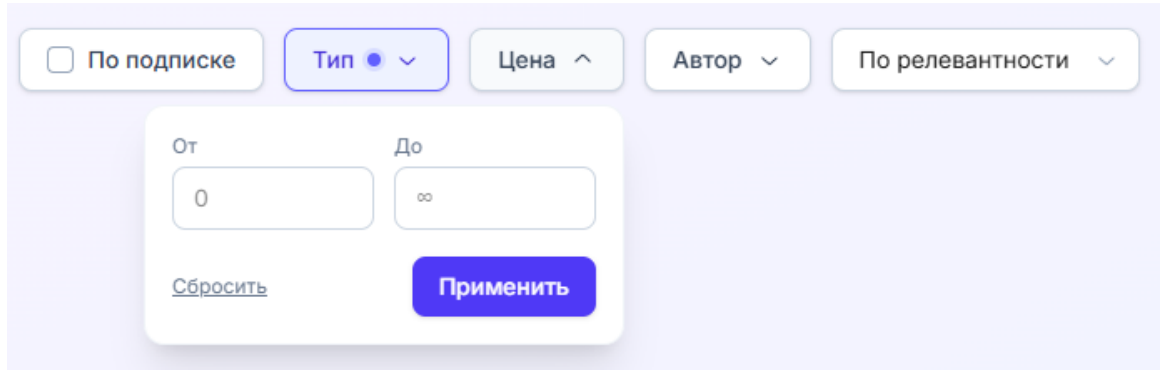 По подписке Тип Цена Автор По релевантности
От До
0 ∞
Сбросить Применить